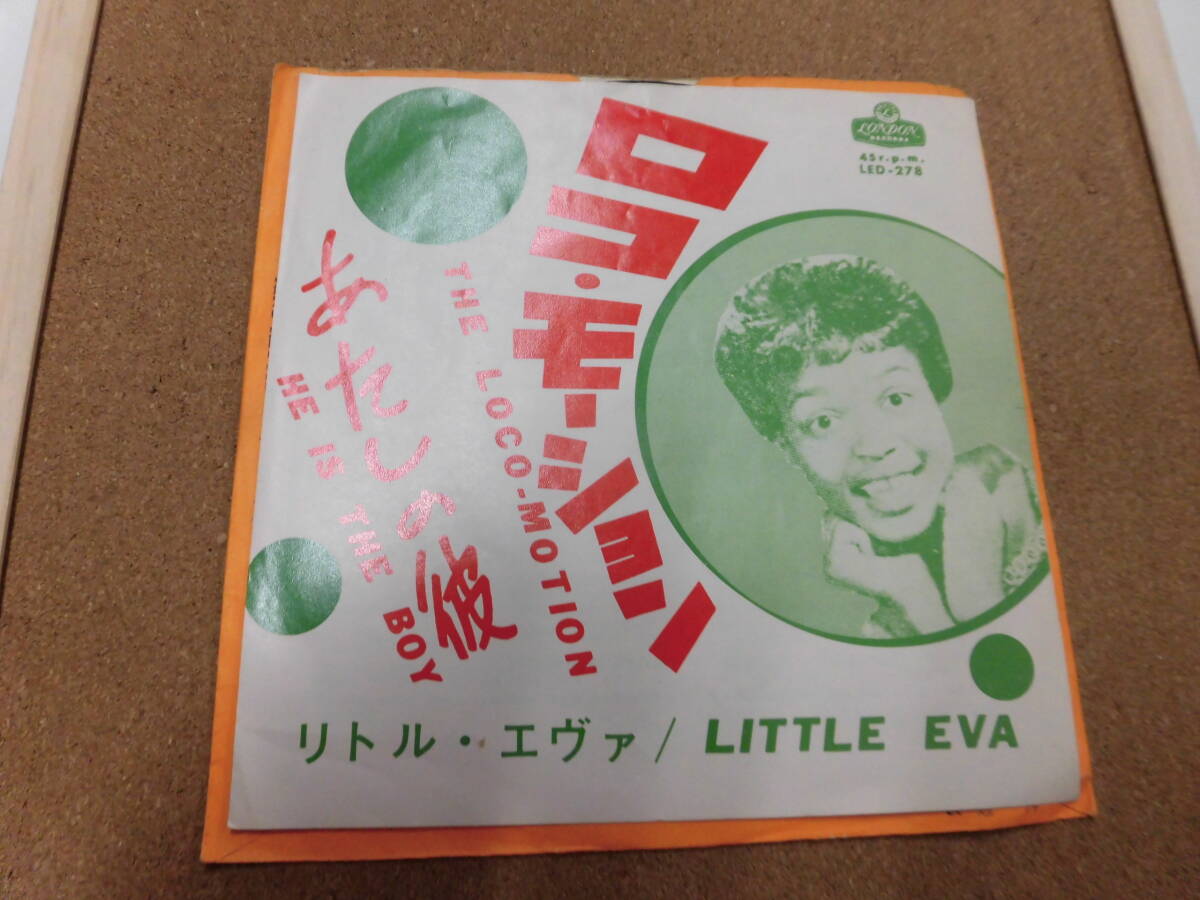 LONDON
RECORDS
45 r.p.m.
LED-278
ロコ・モーション
THE LOCO-MOTION
あたしの彼
HE IS THE BOY
リトル・エヴァ / LITTLE EVA